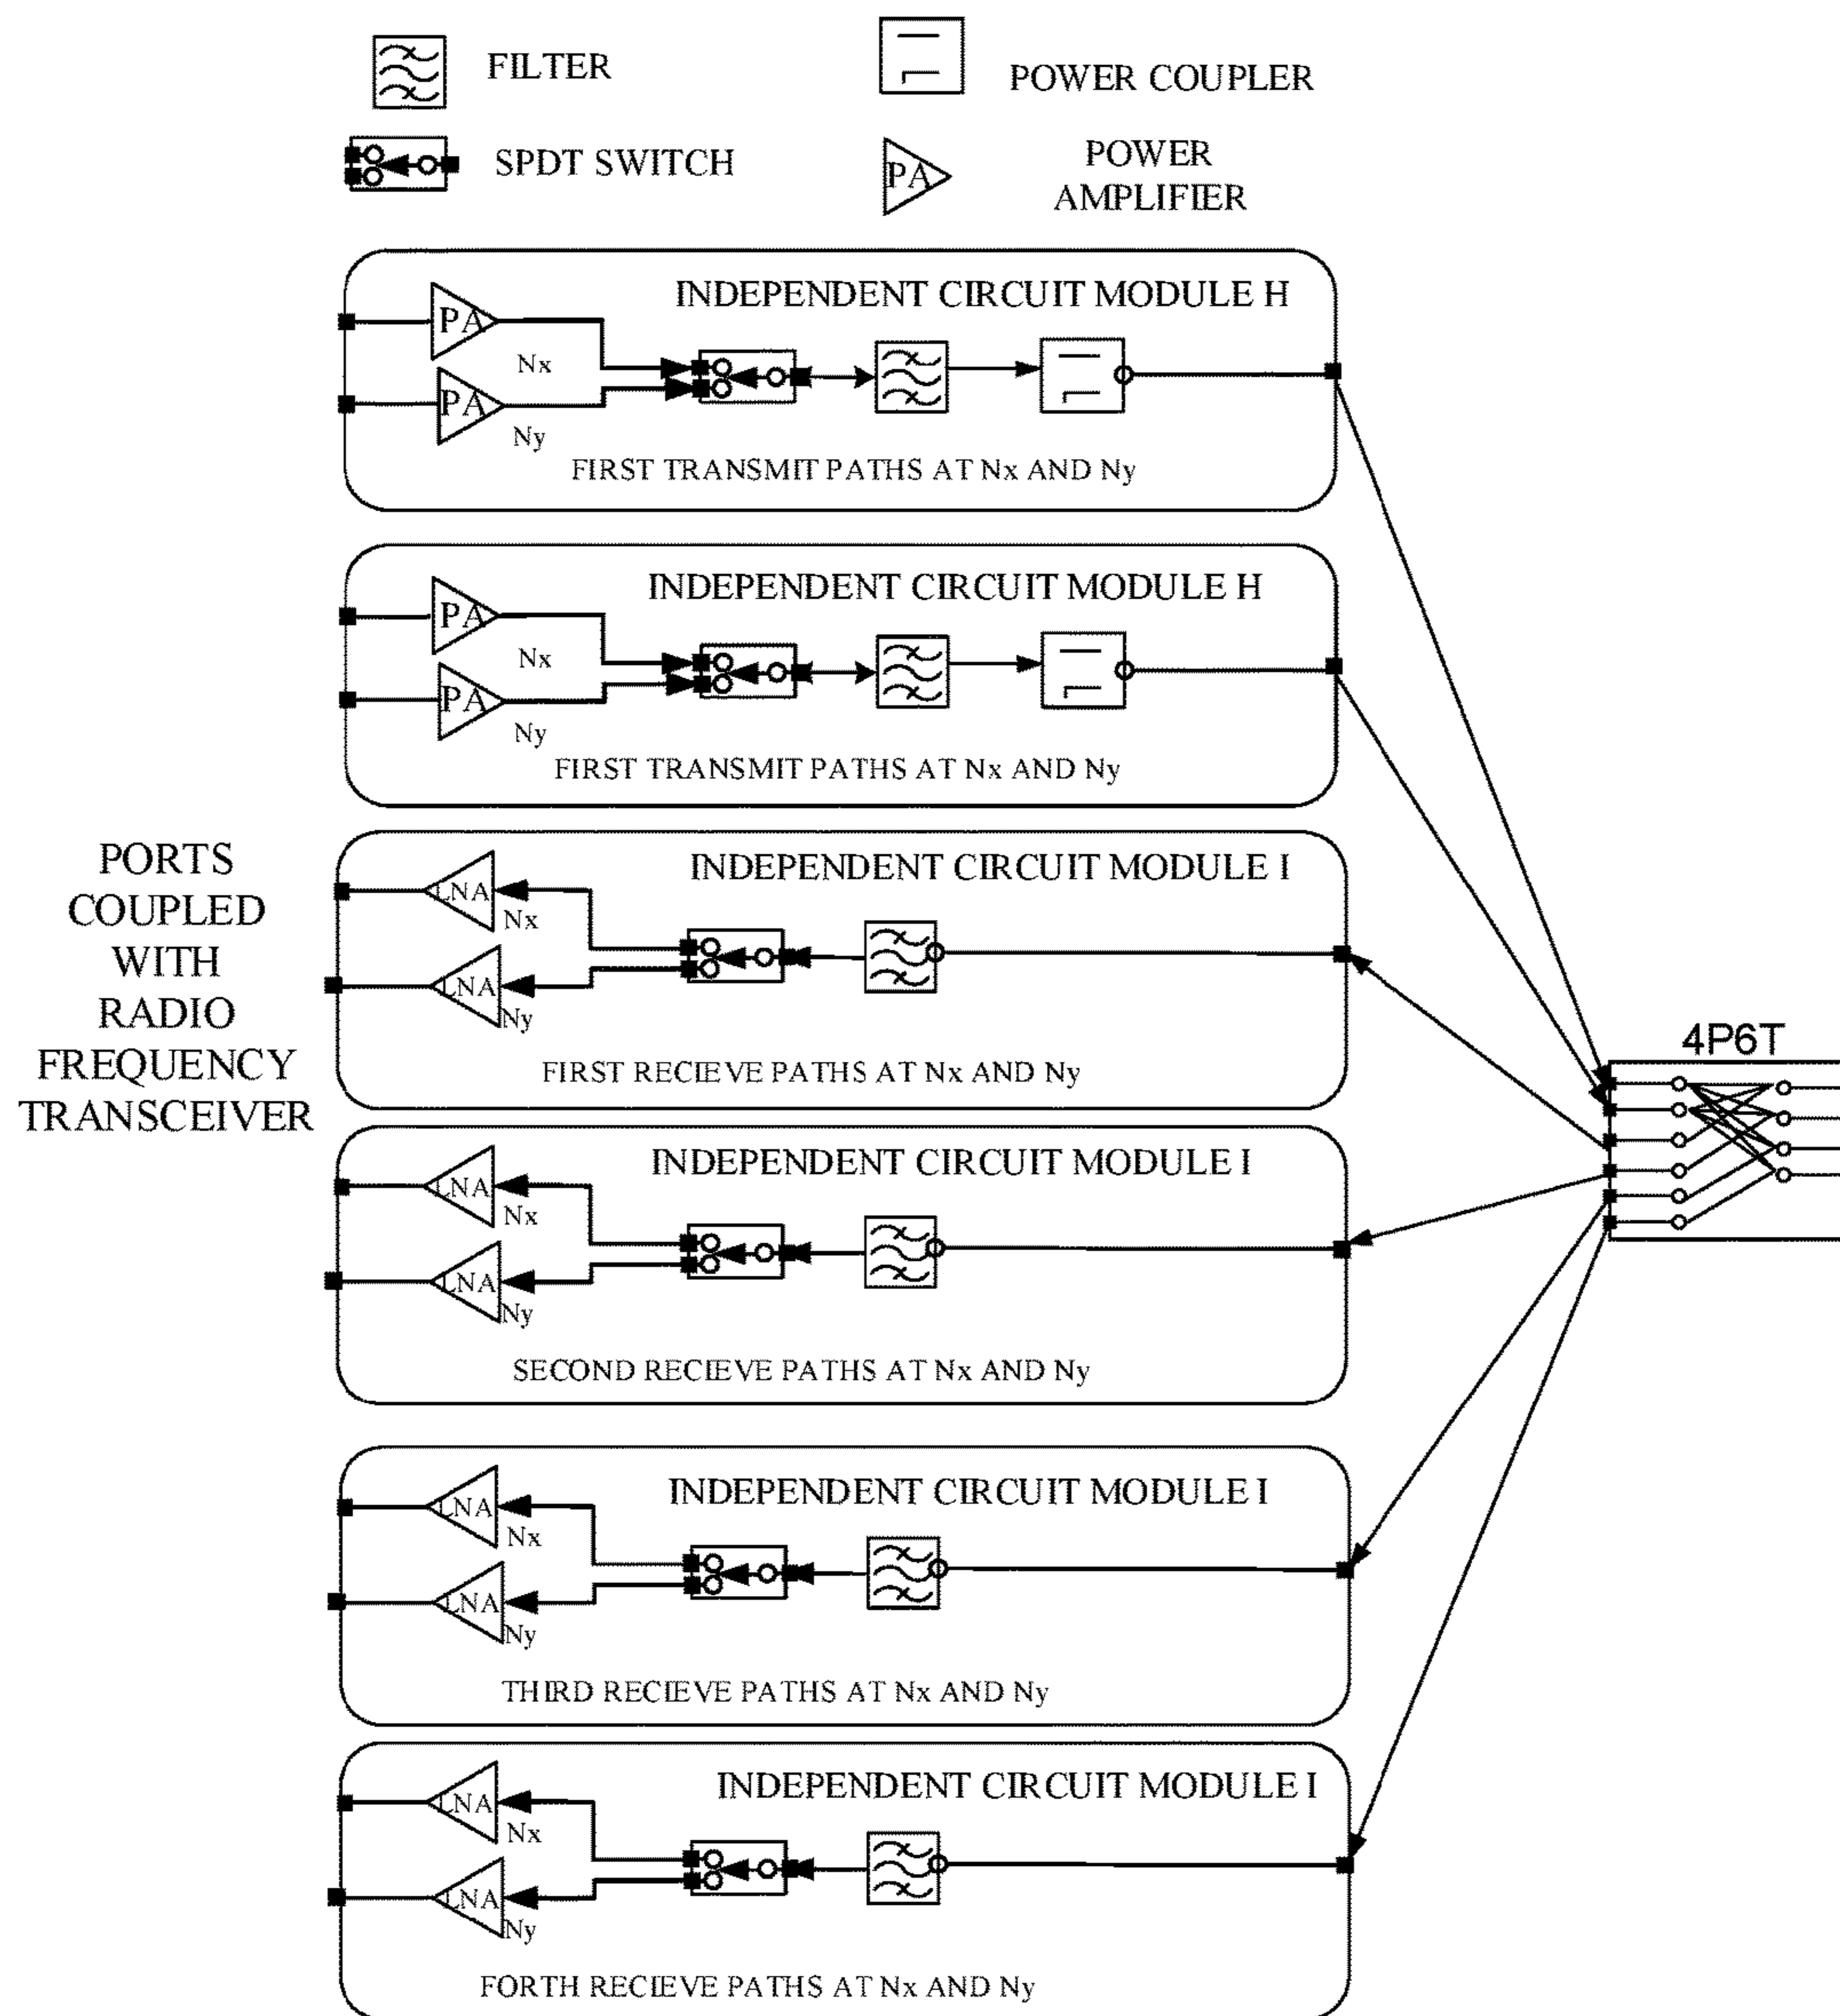 FILTER
POWER COUPLER
SPDT SWITCH
PA
POWER
AMPLIFIER
INDEPENDENT CIRCUIT MODULE H
PA
Nx
PA
Ny
FIRST TRANSMIT PATHS AT Nx AND Ny
INDEPENDENT CIRCUIT MODULE H
PA
Nx
PA
Ny
FIRST TRANSMIT PATHS AT Nx AND Ny
PORTS
COUPLED
WITH
RADIO
FREQUENCY
TRANSCEIVER
INDEPENDENT CIRCUIT MODULE I
LNA
Nx
LNA
Ny
FIRST RECIEVE PATHS AT Nx AND Ny
4P6T
INDEPENDENT CIRCUIT MODULE I
LNA
Nx
LNA
Ny
SECOND RECIEVE PATHS AT Nx AND Ny
INDEPENDENT CIRCUIT MODULE I
LNA
Nx
LNA
Ny
THIRD RECIEVE PATHS AT Nx AND Ny
INDEPENDENT CIRCUIT MODULE I
LNA
Nx
LNA
Ny
FORTH RECIEVE PATHS AT Nx AND Ny